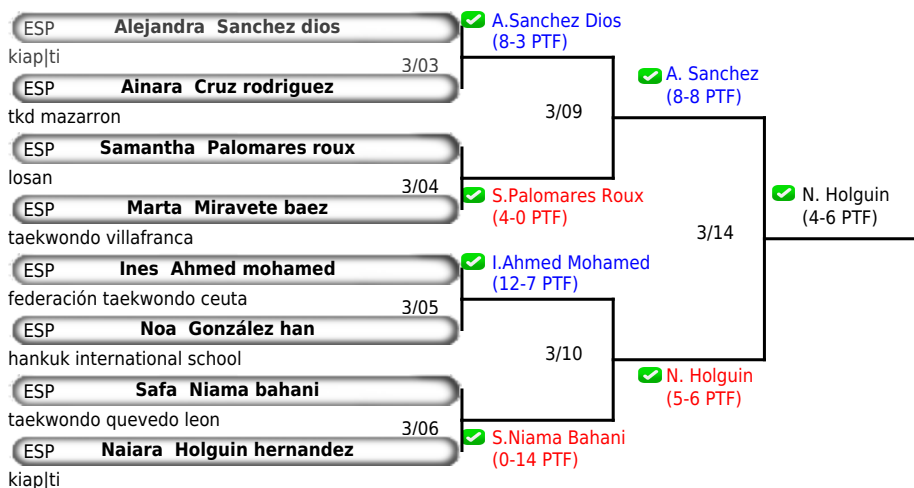 ESP Alejandra Sanchez dios
kiap|ti
3/03
ESP Ainara Cruz rodriguez
tkd mazarron
A.Sanchez Dios
(8-3 PTF)
ESP Samantha Palomares roux
losan
3/04
ESP Marta Miravete baez
taekwondo villafranca
S.Palomares Roux
(4-0 PTF)
3/09
A. Sanchez
(8-8 PTF)
ESP Ines Ahmed mohamed
federación taekwondo ceuta
3/05
ESP Noa González han
hankuk international school
I.Ahmed Mohamed
(12-7 PTF)
ESP Safa Niama bahani
taekwondo quevedo leon
3/06
ESP Naiara Holguin hernandez
kiap|ti
S.Niama Bahani
(0-14 PTF)
3/10
N. Holguin
(5-6 PTF)
3/14
N. Holguin
(4-6 PTF)